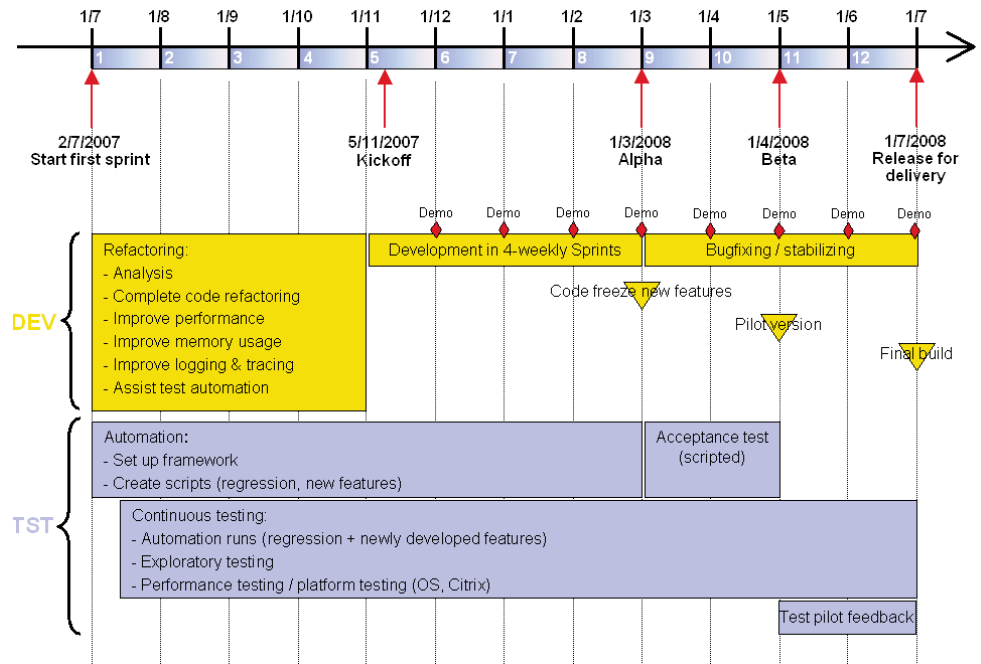 1/7 1/8 1/9 1/10 1/11 1/12 1/1 1/2 1/3 1/4 1/5 1/6 1/7
1 2 3 4 5 6 7 8 9 10 11 12
2/7/2007
Start first sprint
5/11/2007
Kickoff
1/3/2008
Alpha
1/4/2008
Beta
1/7/2008
Release for
delivery
Demo Demo Demo Demo Demo Demo Demo Demo
DEV
Refactoring:
- Analysis
- Complete code refactoring
- Improve performance
- Improve memory usage
- Improve logging & tracing
- Assist test automation
Development in 4-weekly Sprints
Bugfixing / stabilizing
Code freeze new features
Pilot version
Final build
TST
Automation:
- Set up framework
- Create scripts (regression, new features)
Acceptance test
(scripted)
Continuous testing:
- Automation runs (regression + newly developed features)
- Exploratory testing
- Performance testing / platform testing (OS, Citrix)
Test pilot feedback